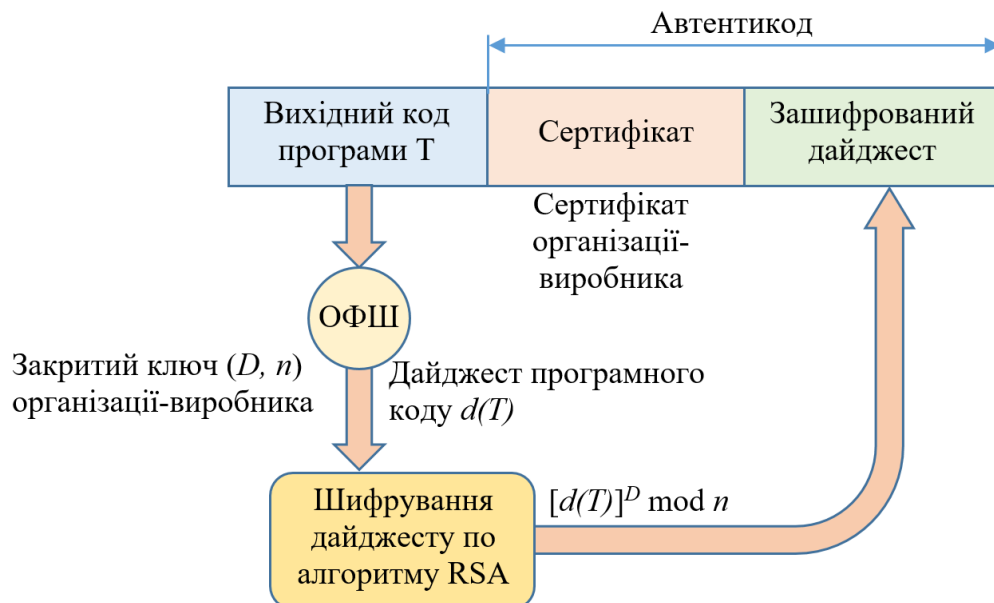 Автентикод
Вихідний код
програми Т
Сертифікат
Зашифрований
дайджест
Сертифікат
організації-
виробника
ОФШ
Закритий ключ (D, n)
організації-виробника
Дайджест програмного
коду d(T)
Шифрування
дайджесту по
алгоритму RSA
[d(T)]ᴰ mod n